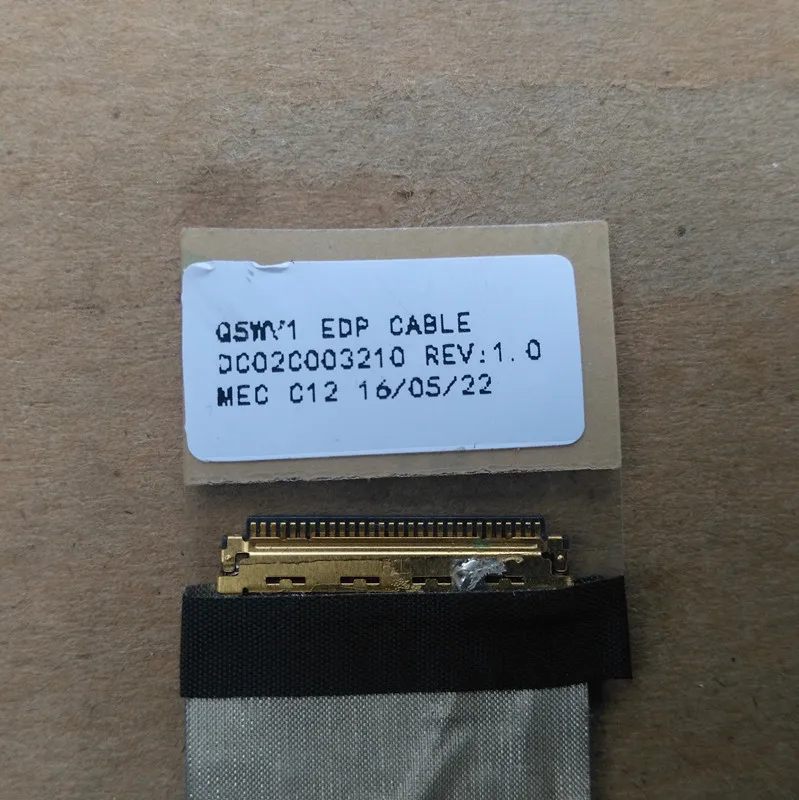 Q5WV1 EDP CABLE
DC02C003210 REV:1.0
MEC C12 16/05/22